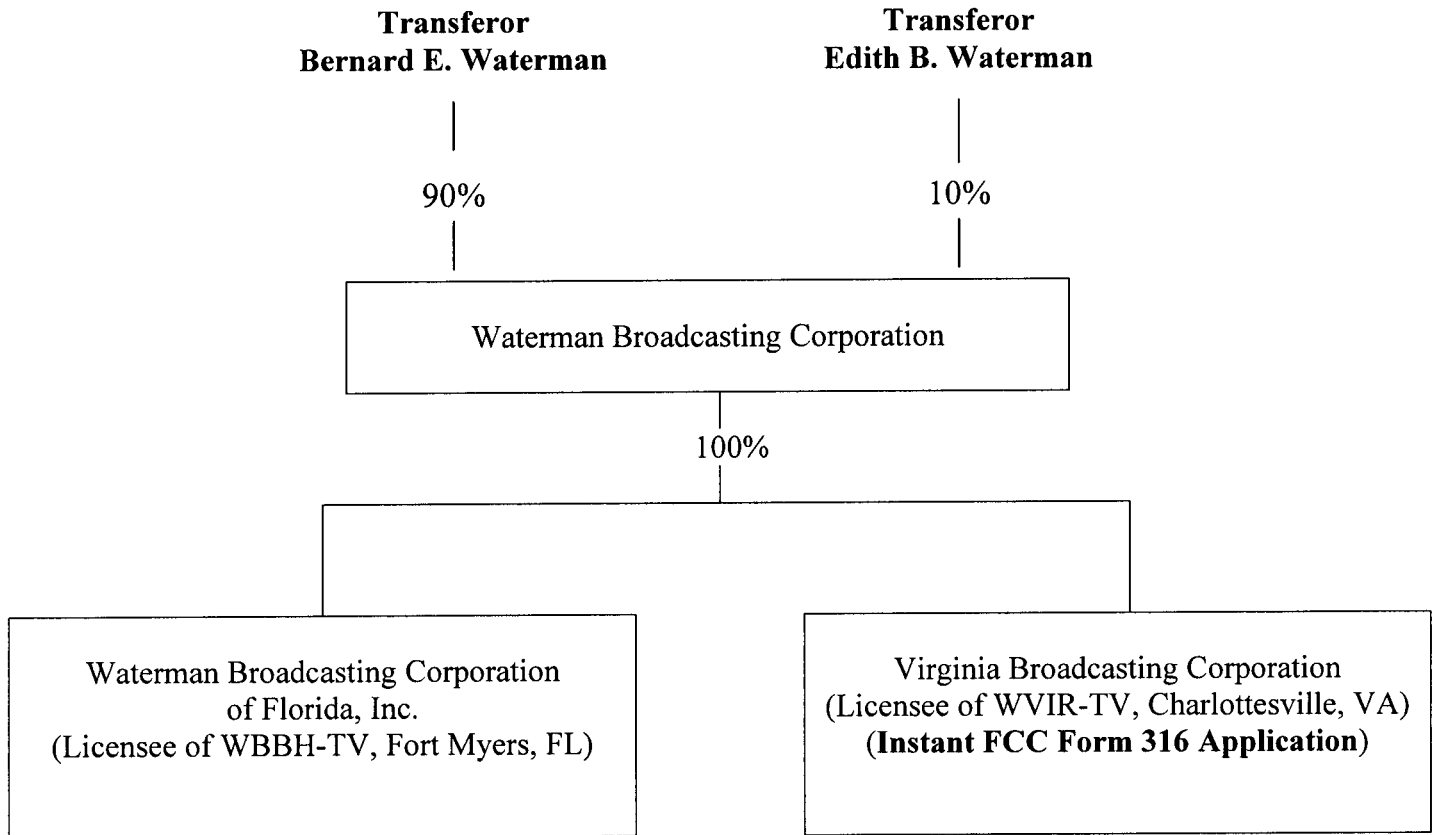 Transferor
Bernard E. Waterman
Transferor
Edith B. Waterman
90%
10%
Waterman Broadcasting Corporation
100%
Waterman Broadcasting Corporation
of Florida, Inc.
(Licensee of WBBH-TV, Fort Myers, FL)
Virginia Broadcasting Corporation
(Licensee of WVIR-TV, Charlottesville, VA)
(Instant FCC Form 316 Application)